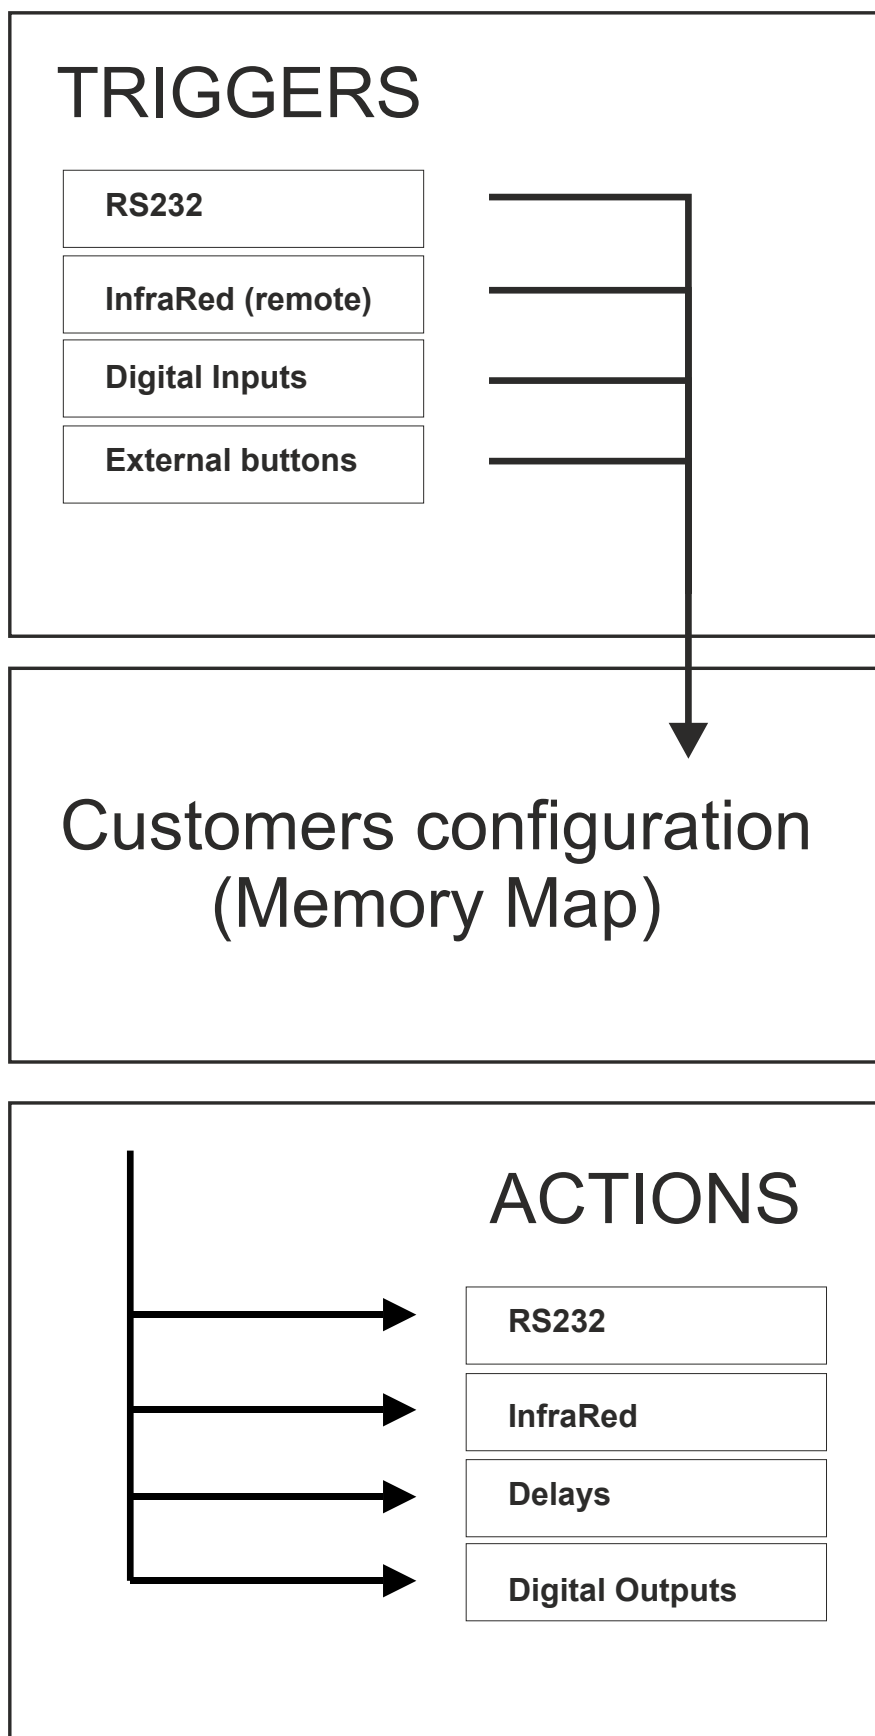 TRIGGERS
RS232
InfraRed (remote)
Digital Inputs
External buttons
Customers configuration
(Memory Map)
ACTIONS
RS232
InfraRed
Delays
Digital Outputs